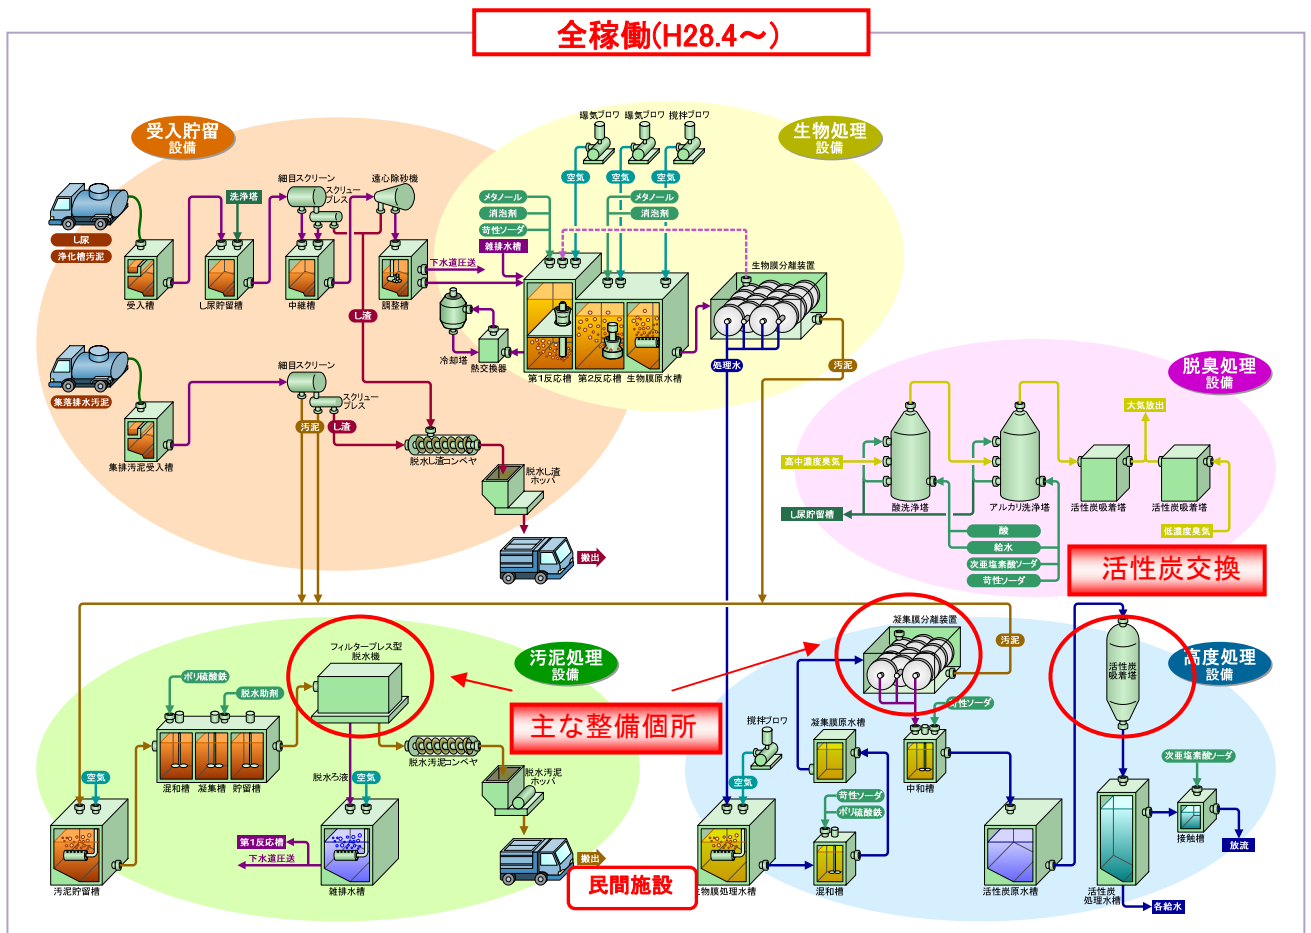 全稼働(H28.4～)
受入貯留
設備
し尿
浄化槽汚泥
受入槽
洗浄塔
し尿貯留槽
細目スクリーン
スクリュー
プレス
中継槽
遠心除砂機
調整槽
下水道圧送
し渣
集落排水汚泥
集排汚泥受入槽
細目スクリーン
スクリュー
プレス
汚泥
し渣
脱水し渣コンベヤ
脱水し渣
ホッパ
搬出
生物処理
設備
曝気ブロワ
曝気ブロワ
撹拌ブロワ
空気
空気
空気
メタノール
消泡剤
苛性ソーダ
雑排水槽
メタノール
消泡剤
冷却塔
熱交換器
第1反応槽
第2反応槽
生物膜原水槽
生物膜分離装置
処理水
汚泥
脱臭処理
設備
大気放出
高中濃度臭気
酸洗浄塔
アルカリ洗浄塔
活性炭吸着塔
活性炭吸着塔
し尿貯留槽
低濃度臭気
酸
給水
次亜塩素酸ソーダ
苛性ソーダ
活性炭交換
汚泥処理
設備
フィルタープレス型
脱水機
ポリ硫酸鉄
脱水助剤
混和槽
凝集槽
貯留槽
空気
汚泥貯留槽
脱水ろ液
空気
第1反応槽
下水道圧送
雑排水槽
脱水汚泥コンベヤ
脱水汚泥
ホッパ
搬出
民間施設
主な整備個所
高度処理
設備
凝集膜分離装置
汚泥
苛性ソーダ
撹拌ブロワ
空気
生物膜処理水槽
凝集膜原水槽
苛性ソーダ
ポリ硫酸鉄
混和槽
中和槽
活性炭原水槽
活性炭
吸着塔
次亜塩素酸ソーダ
接触槽
放流
活性炭
処理水槽
各給水